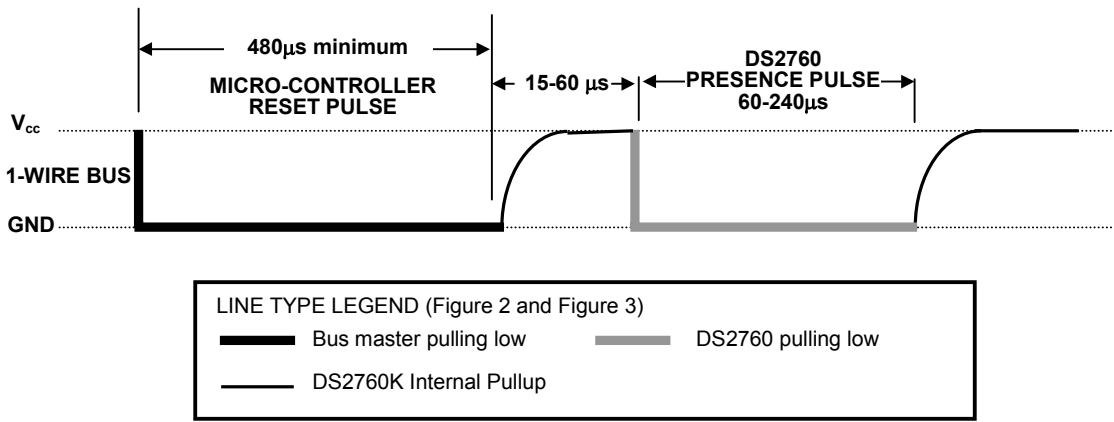 480µs minimum
MICRO-CONTROLLER
RESET PULSE
15-60 µs
DS2760
PRESENCE PULSE
60-240µs
Vcc
1-WIRE BUS
GND
LINE TYPE LEGEND (Figure 2 and Figure 3)
Bus master pulling low
DS2760 pulling low
DS2760K Internal Pullup